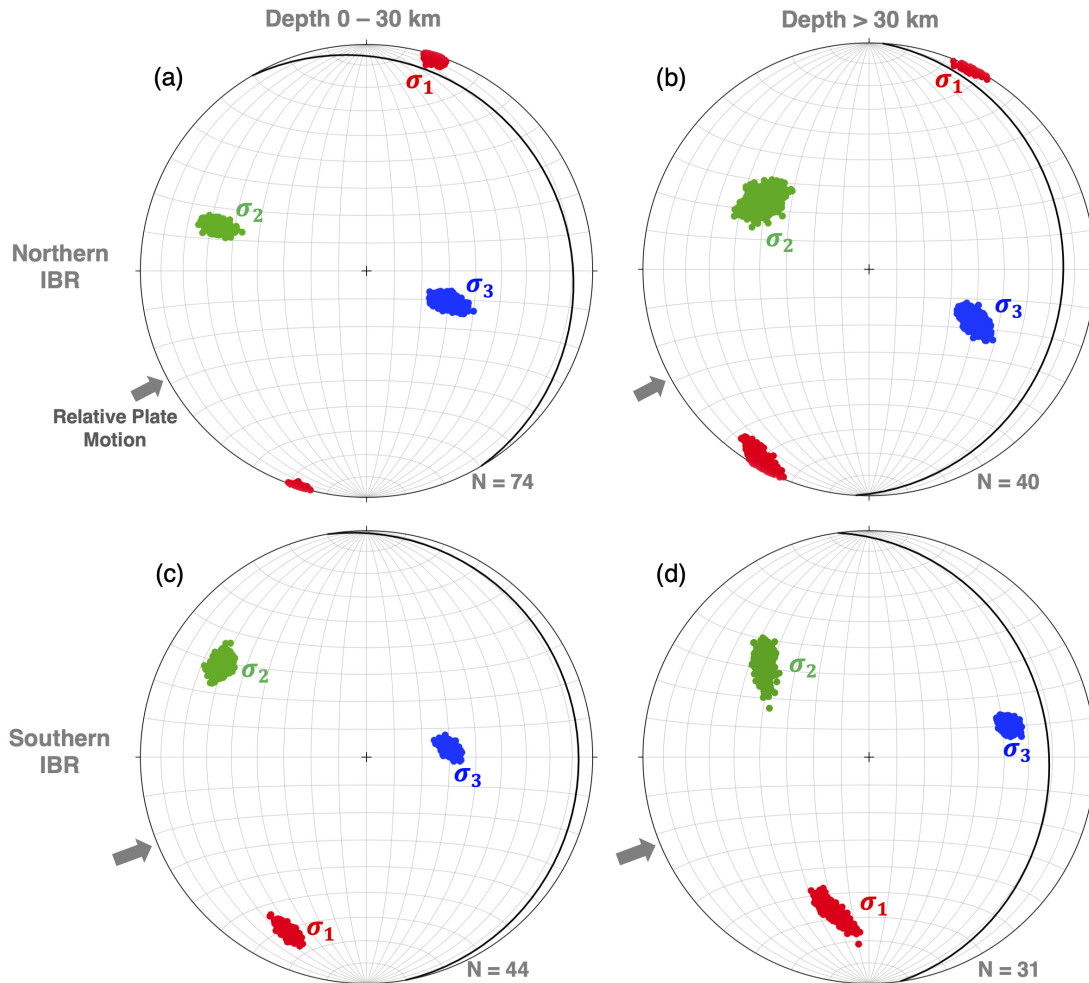 Depth 0 – 30 km
Depth > 30 km
(a)
σ1
σ2
σ3
N = 74
(b)
σ1
σ2
σ3
N = 40
Northern
IBR
Relative Plate
Motion
(c)
σ2
σ3
σ1
N = 44
(d)
σ2
σ3
σ1
N = 31
Southern
IBR